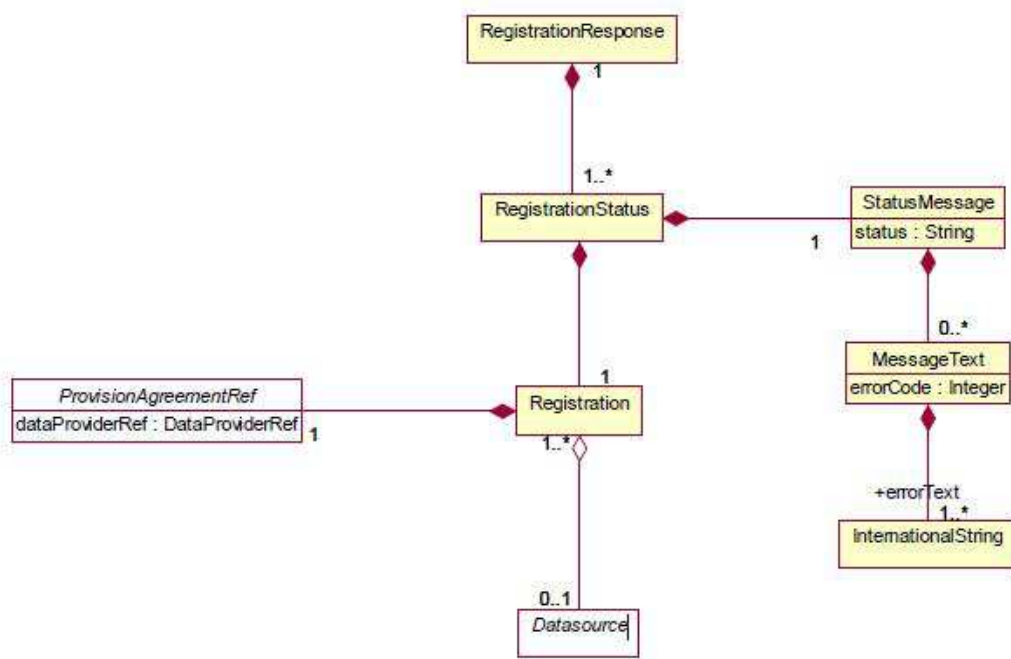 RegistrationResponse
1
1..*
RegistrationStatus
StatusMessage
status : String
1
0..*
MessageText
errorCode : Integer
1
ProvisionAgreementRef
dataProviderRef : DataProviderRef
1
Registration
1..*
+errorText
1..*
InternationalString
0..1
Datasource